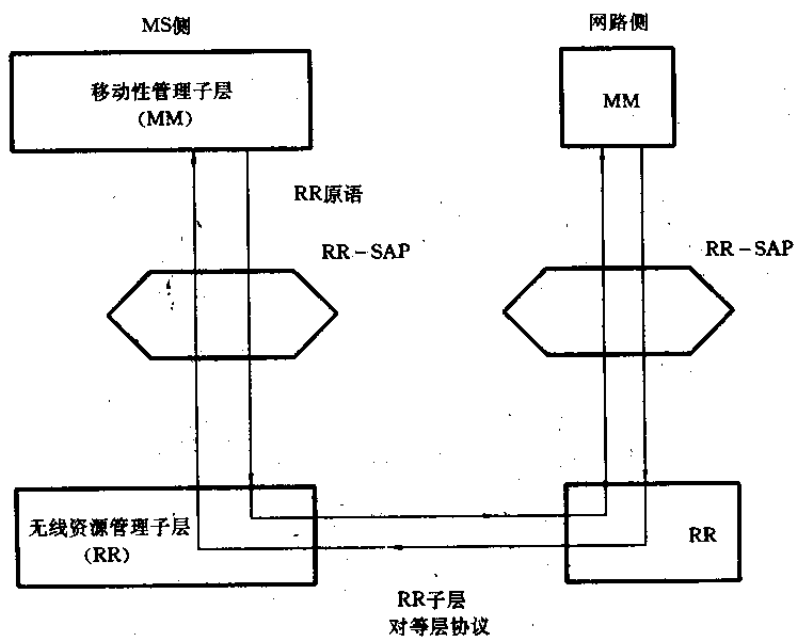 MS侧
网路侧
移动性管理子层
(MM)
MM
RR原语
RR-SAP
RR-SAP
无线资源管理子层
(RR)
RR
RR子层
对等层协议